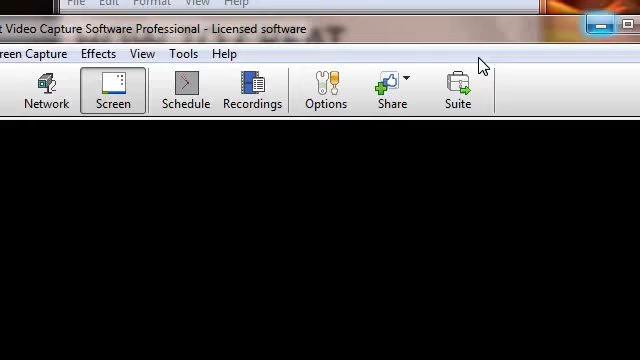 File Edit Format View Help
t Video Capture Software Professional - Licensed software
reen Capture Effects View Tools Help
Network Screen Schedule Recordings Options Share Suite